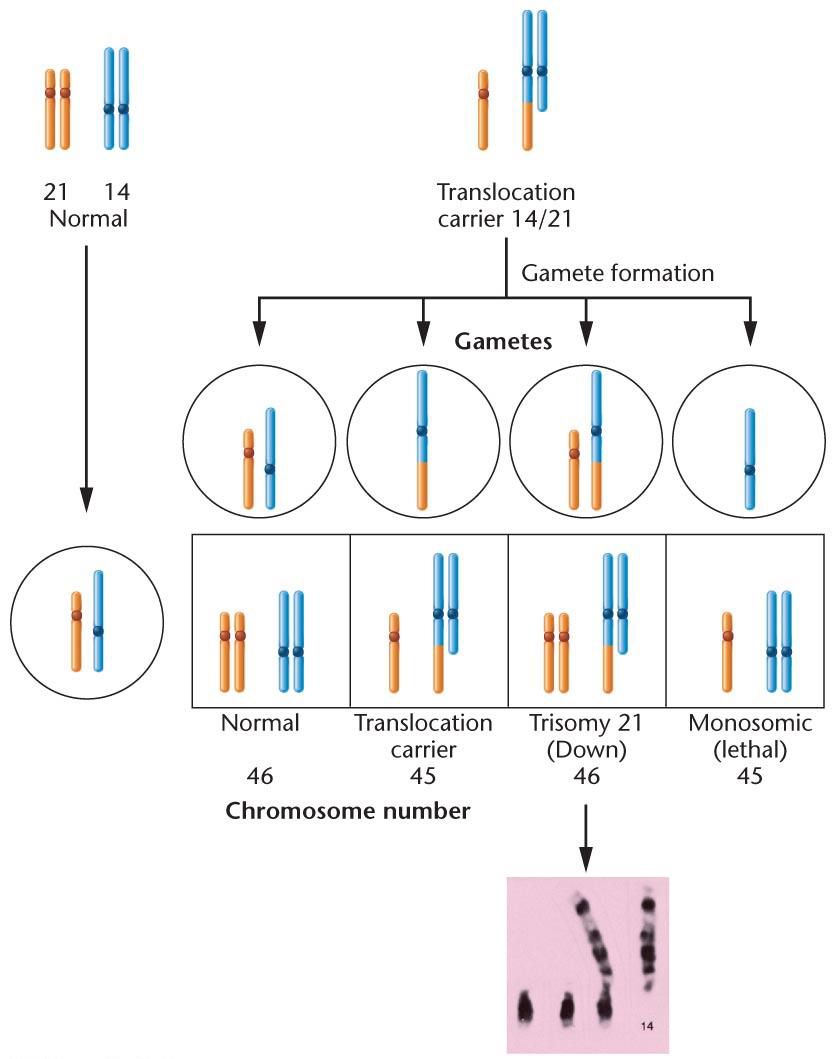 21 14
Normal
Translocation
carrier 14/21
Gamete formation
Gametes
Normal
Translocation
carrier
Trisomy 21
(Down)
Monosomic
(lethal)
46
45
46
45
Chromosome number
14